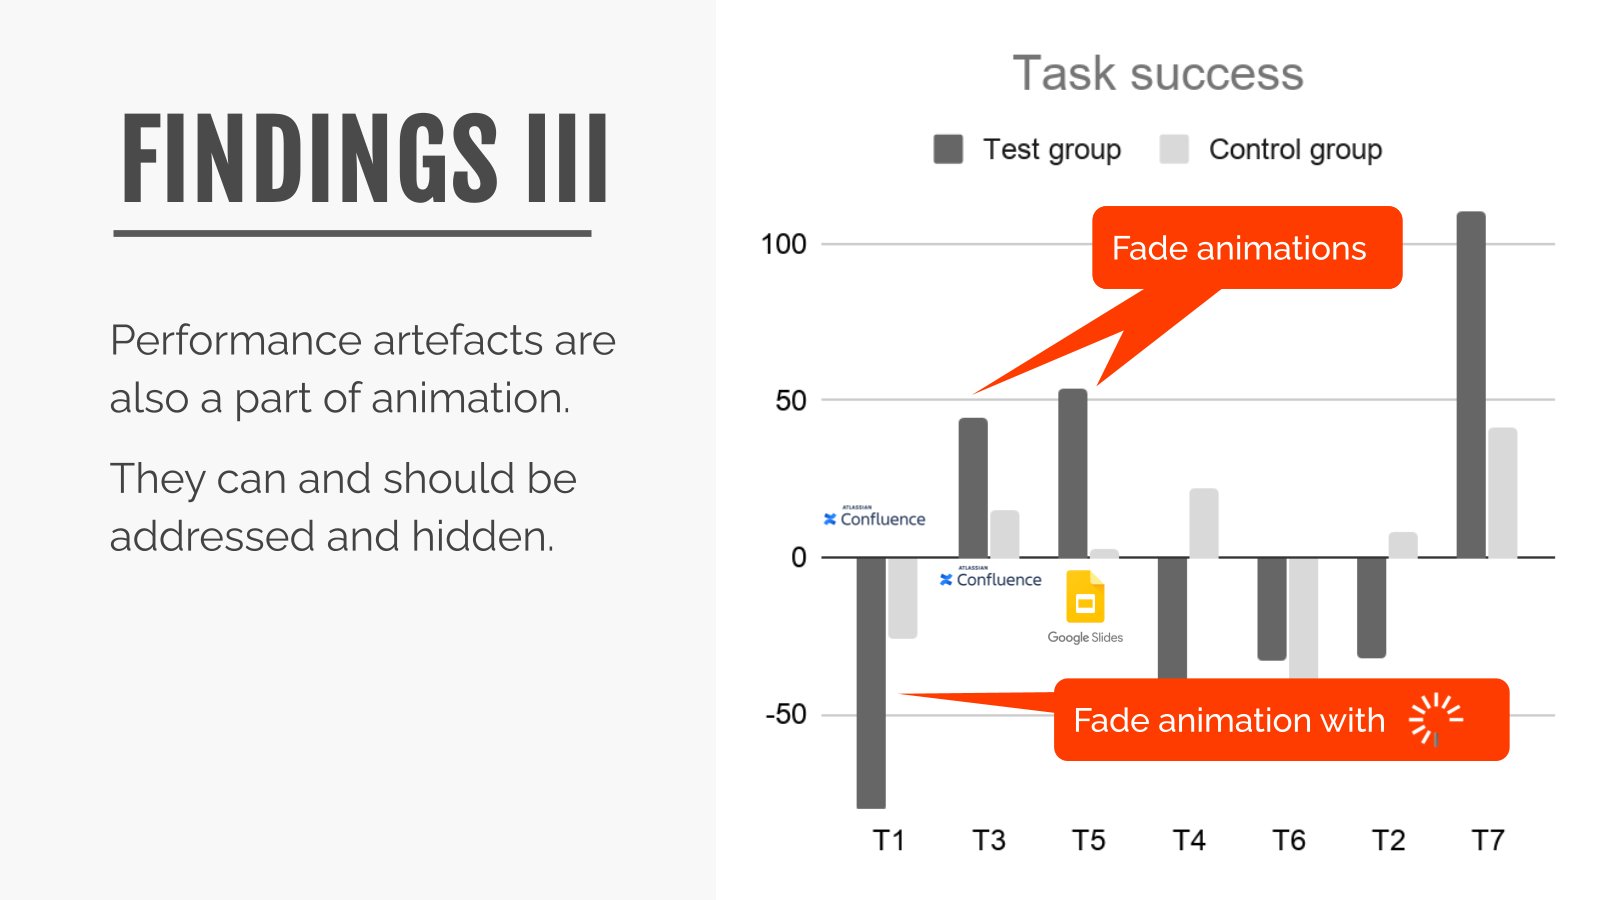 FINDINGS III
Performance artefacts are
also a part of animation.
They can and should be
addressed and hidden.
Task success
Test group
Control group
100
50
0
-50
Fade animations
ATLASSIAN
Confluence
ATLASSIAN
Confluence
Google Slides
Fade animation with
T1
T3
T5
T4
T6
T2
T7